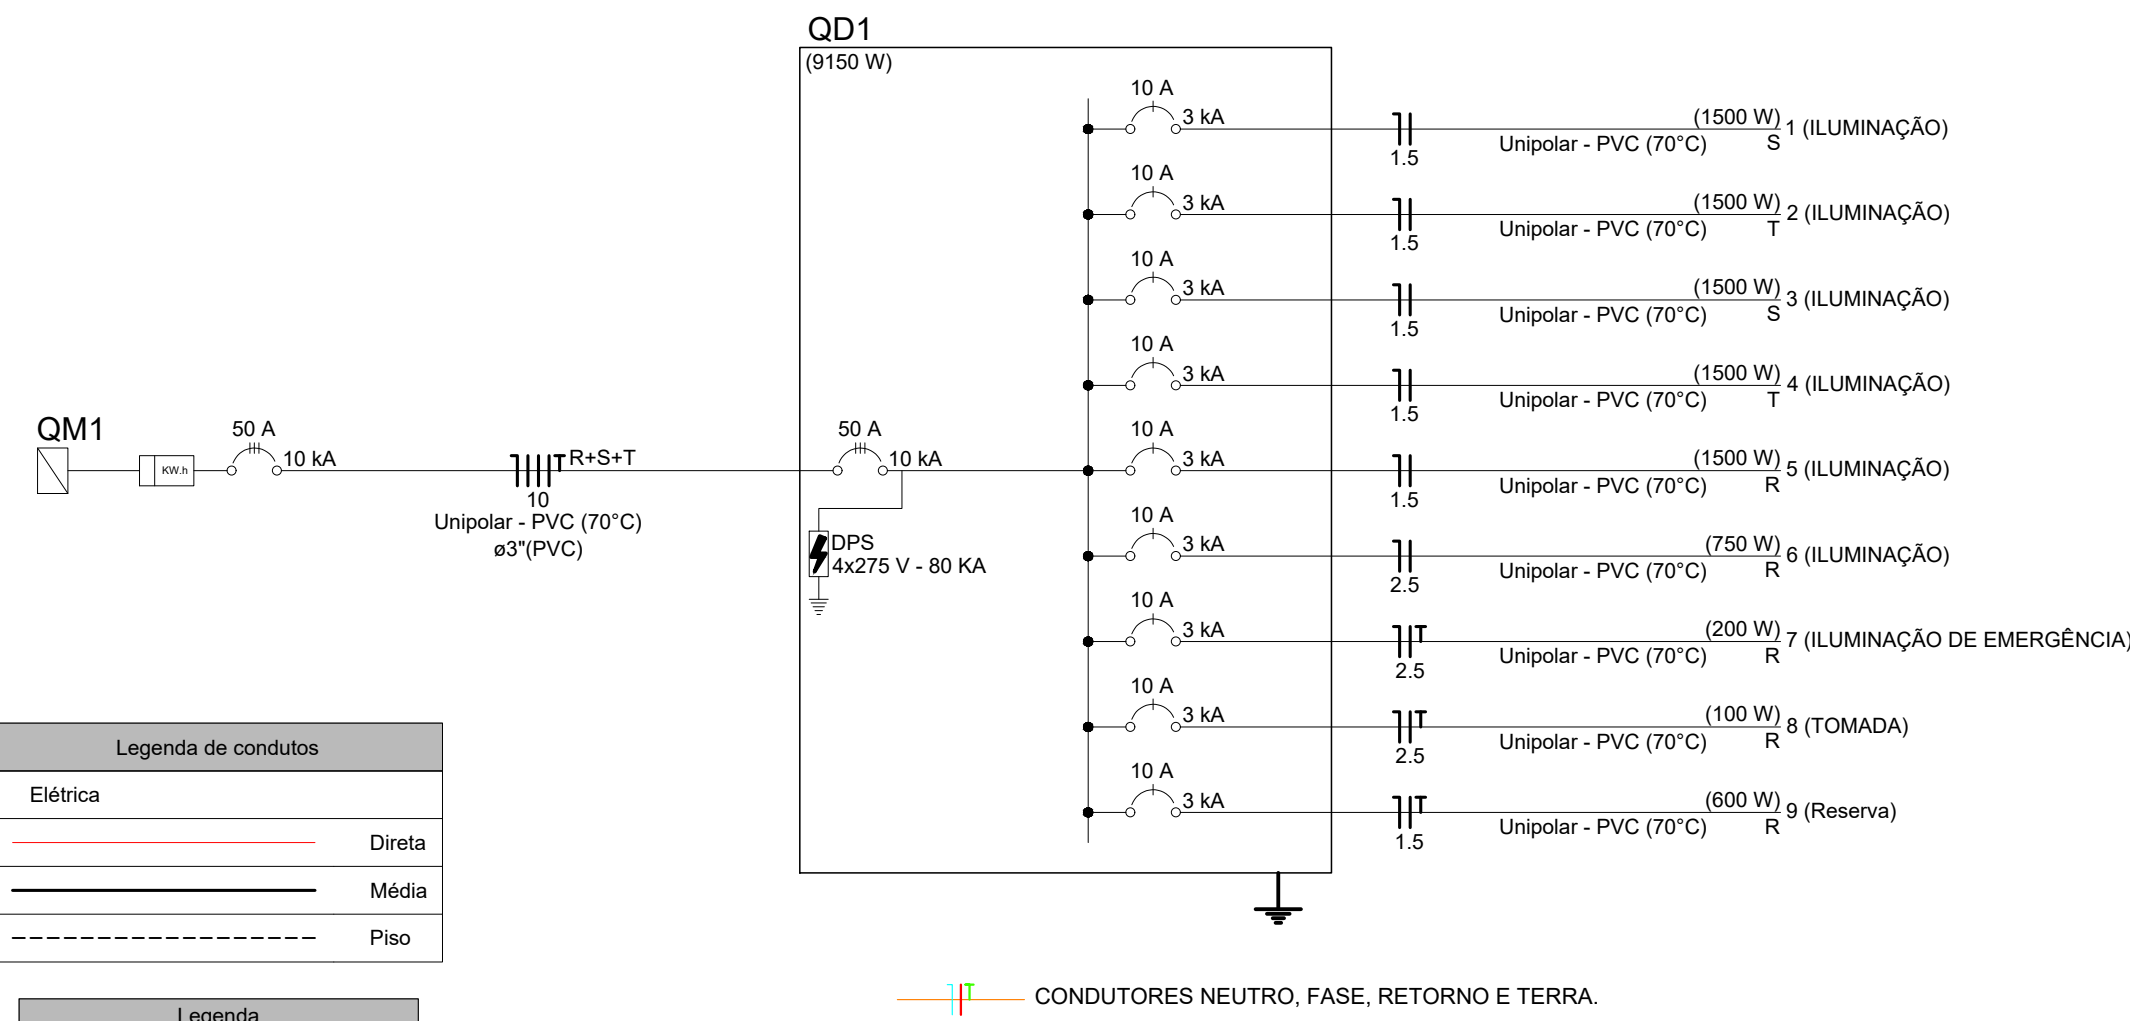 QD1
(9150 W)
10 A
3 kA
1.5
Unipolar - PVC (70°C)
(1500 W)
S
1 (ILUMINAÇÃO)
10 A
3 kA
1.5
Unipolar - PVC (70°C)
(1500 W)
T
2 (ILUMINAÇÃO)
10 A
3 kA
1.5
Unipolar - PVC (70°C)
(1500 W)
S
3 (ILUMINAÇÃO)
10 A
3 kA
1.5
Unipolar - PVC (70°C)
(1500 W)
T
4 (ILUMINAÇÃO)
QM1
KW.h
50 A
10 kA
R+S+T
10
Unipolar - PVC (70°C)
ø3"(PVC)
50 A
10 kA
DPS
4x275 V - 80 KA
10 A
3 kA
1.5
Unipolar - PVC (70°C)
(1500 W)
R
5 (ILUMINAÇÃO)
10 A
3 kA
2.5
Unipolar - PVC (70°C)
(750 W)
R
6 (ILUMINAÇÃO)
10 A
3 kA
2.5
Unipolar - PVC (70°C)
(200 W)
R
7 (ILUMINAÇÃO DE EMERGÊNCIA)
10 A
3 kA
2.5
Unipolar - PVC (70°C)
(100 W)
R
8 (TOMADA)
10 A
3 kA
1.5
Unipolar - PVC (70°C)
(600 W)
R
9 (Reserva)
Legenda de condutos
Elétrica
Direta
Média
Piso
Legenda
CONDUTORES NEUTRO, FASE, RETORNO E TERRA.